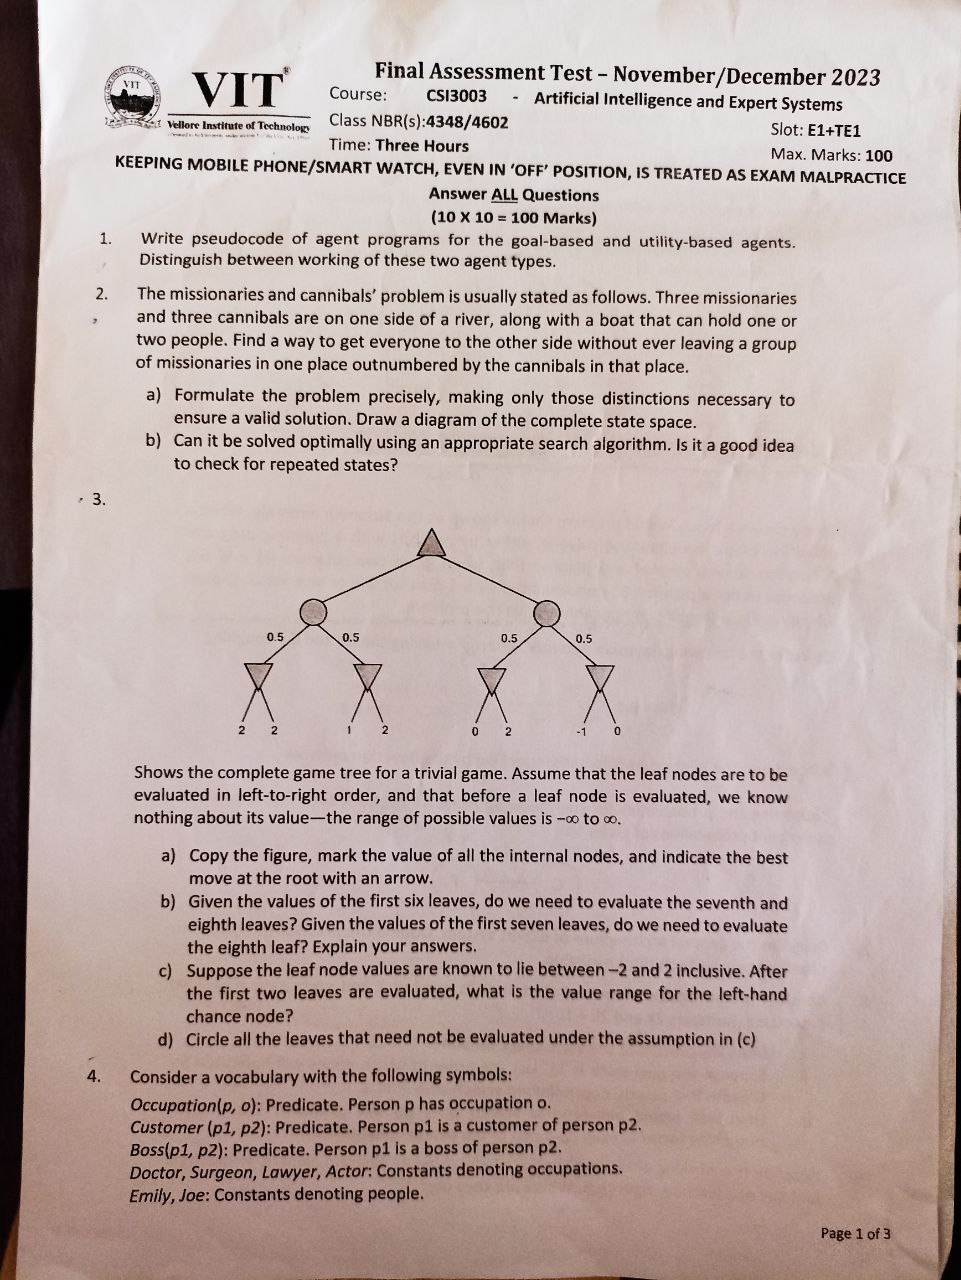 Final Assessment Test – November/December 2023
VIT
VIT®
Vellore Institute of Technology
Course: CSI3003 - Artificial Intelligence and Expert Systems
Class NBR(s):4348/4602
Slot: E1+TE1
Time: Three Hours
Max. Marks: 100
KEEPING MOBILE PHONE/SMART WATCH, EVEN IN ‘OFF’ POSITION, IS TREATED AS EXAM MALPRACTICE
Answer ALL Questions
(10 X 10 = 100 Marks)
1. Write pseudocode of agent programs for the goal-based and utility-based agents.
Distinguish between working of these two agent types.
2. The missionaries and cannibals’ problem is usually stated as follows. Three missionaries
and three cannibals are on one side of a river, along with a boat that can hold one or
two people. Find a way to get everyone to the other side without ever leaving a group
of missionaries in one place outnumbered by the cannibals in that place.
a) Formulate the problem precisely, making only those distinctions necessary to
ensure a valid solution. Draw a diagram of the complete state space.
b) Can it be solved optimally using an appropriate search algorithm. Is it a good idea
to check for repeated states?
3.
0.5 0.5 0.5 0.5
2 2 1 2 0 2 -1 0
Shows the complete game tree for a trivial game. Assume that the leaf nodes are to be
evaluated in left-to-right order, and that before a leaf node is evaluated, we know
nothing about its value—the range of possible values is −∞ to ∞.
a) Copy the figure, mark the value of all the internal nodes, and indicate the best
move at the root with an arrow.
b) Given the values of the first six leaves, do we need to evaluate the seventh and
eighth leaves? Given the values of the first seven leaves, do we need to evaluate
the eighth leaf? Explain your answers.
c) Suppose the leaf node values are known to lie between –2 and 2 inclusive. After
the first two leaves are evaluated, what is the value range for the left-hand
chance node?
d) Circle all the leaves that need not be evaluated under the assumption in (c)
4. Consider a vocabulary with the following symbols:
Occupation(p, o): Predicate. Person p has occupation o.
Customer (p1, p2): Predicate. Person p1 is a customer of person p2.
Boss(p1, p2): Predicate. Person p1 is a boss of person p2.
Doctor, Surgeon, Lawyer, Actor: Constants denoting occupations.
Emily, Joe: Constants denoting people.
Page 1 of 3